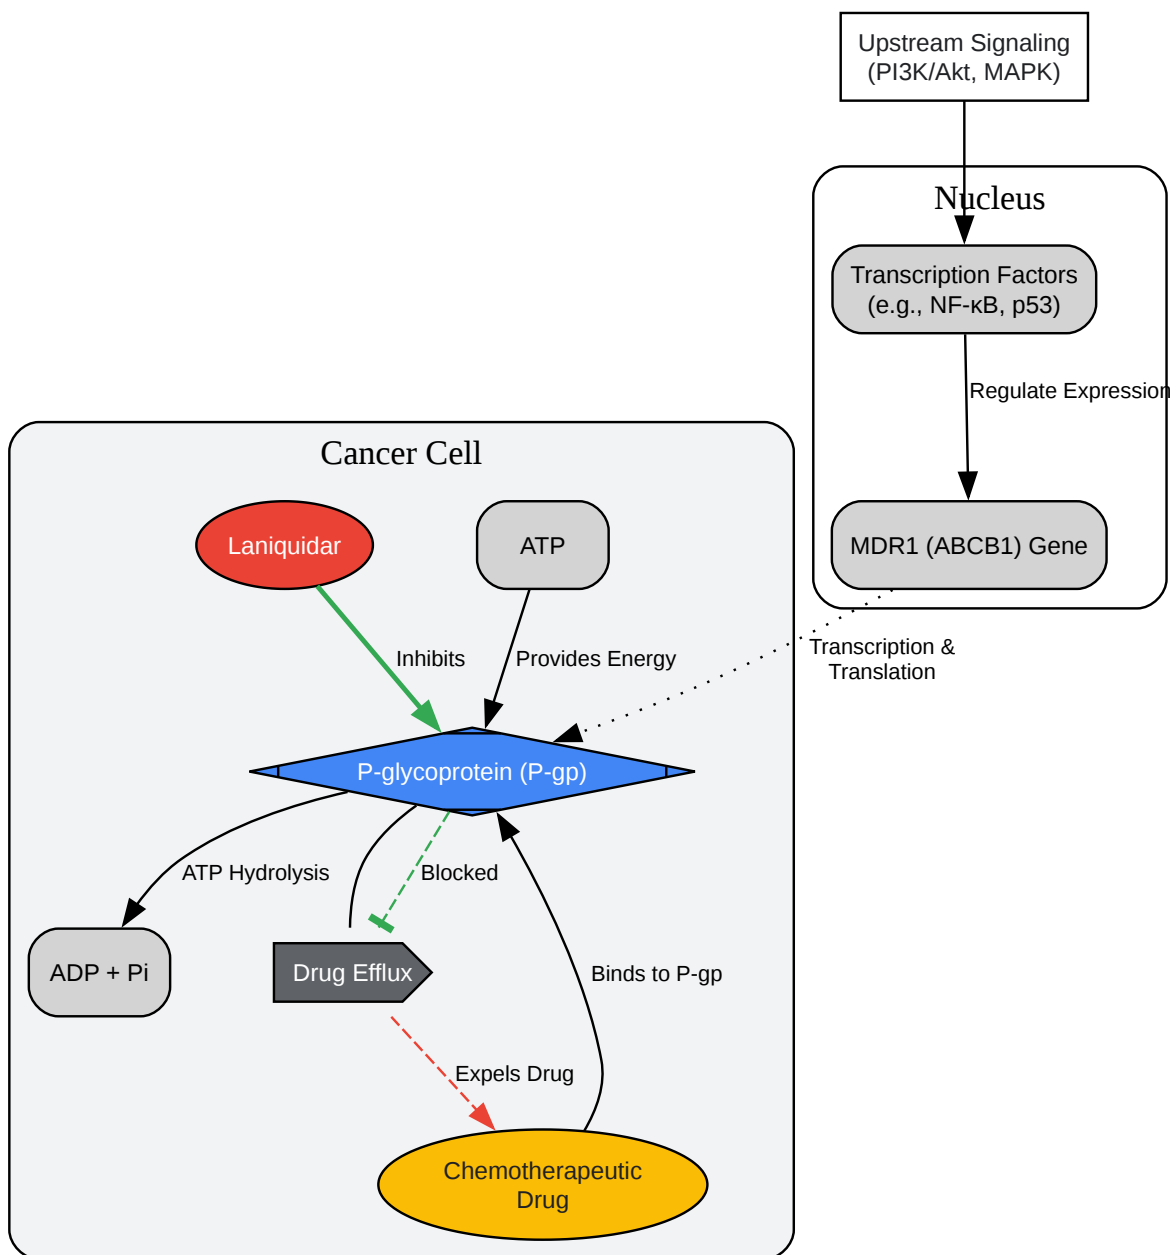 Upstream Signaling
(PI3K/Akt, MAPK)
Nucleus
Transcription Factors
(e.g., NF-κB, p53)
Regulate Expression
Cancer Cell
Laniquidar
ATP
MDR1 (ABCB1) Gene
Inhibits
Provides Energy
Transcription &
Translation
P-glycoprotein (P-gp)
ATP Hydrolysis
Blocked
ADP + Pi
Drug Efflux
Binds to P-gp
Expels Drug
Chemotherapeutic
Drug